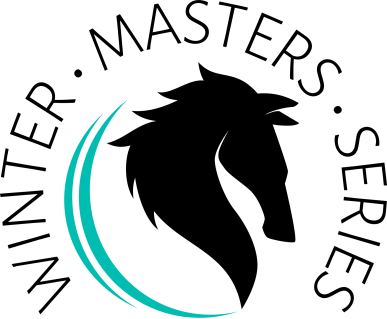 WINTER · MASTERS · SERIES